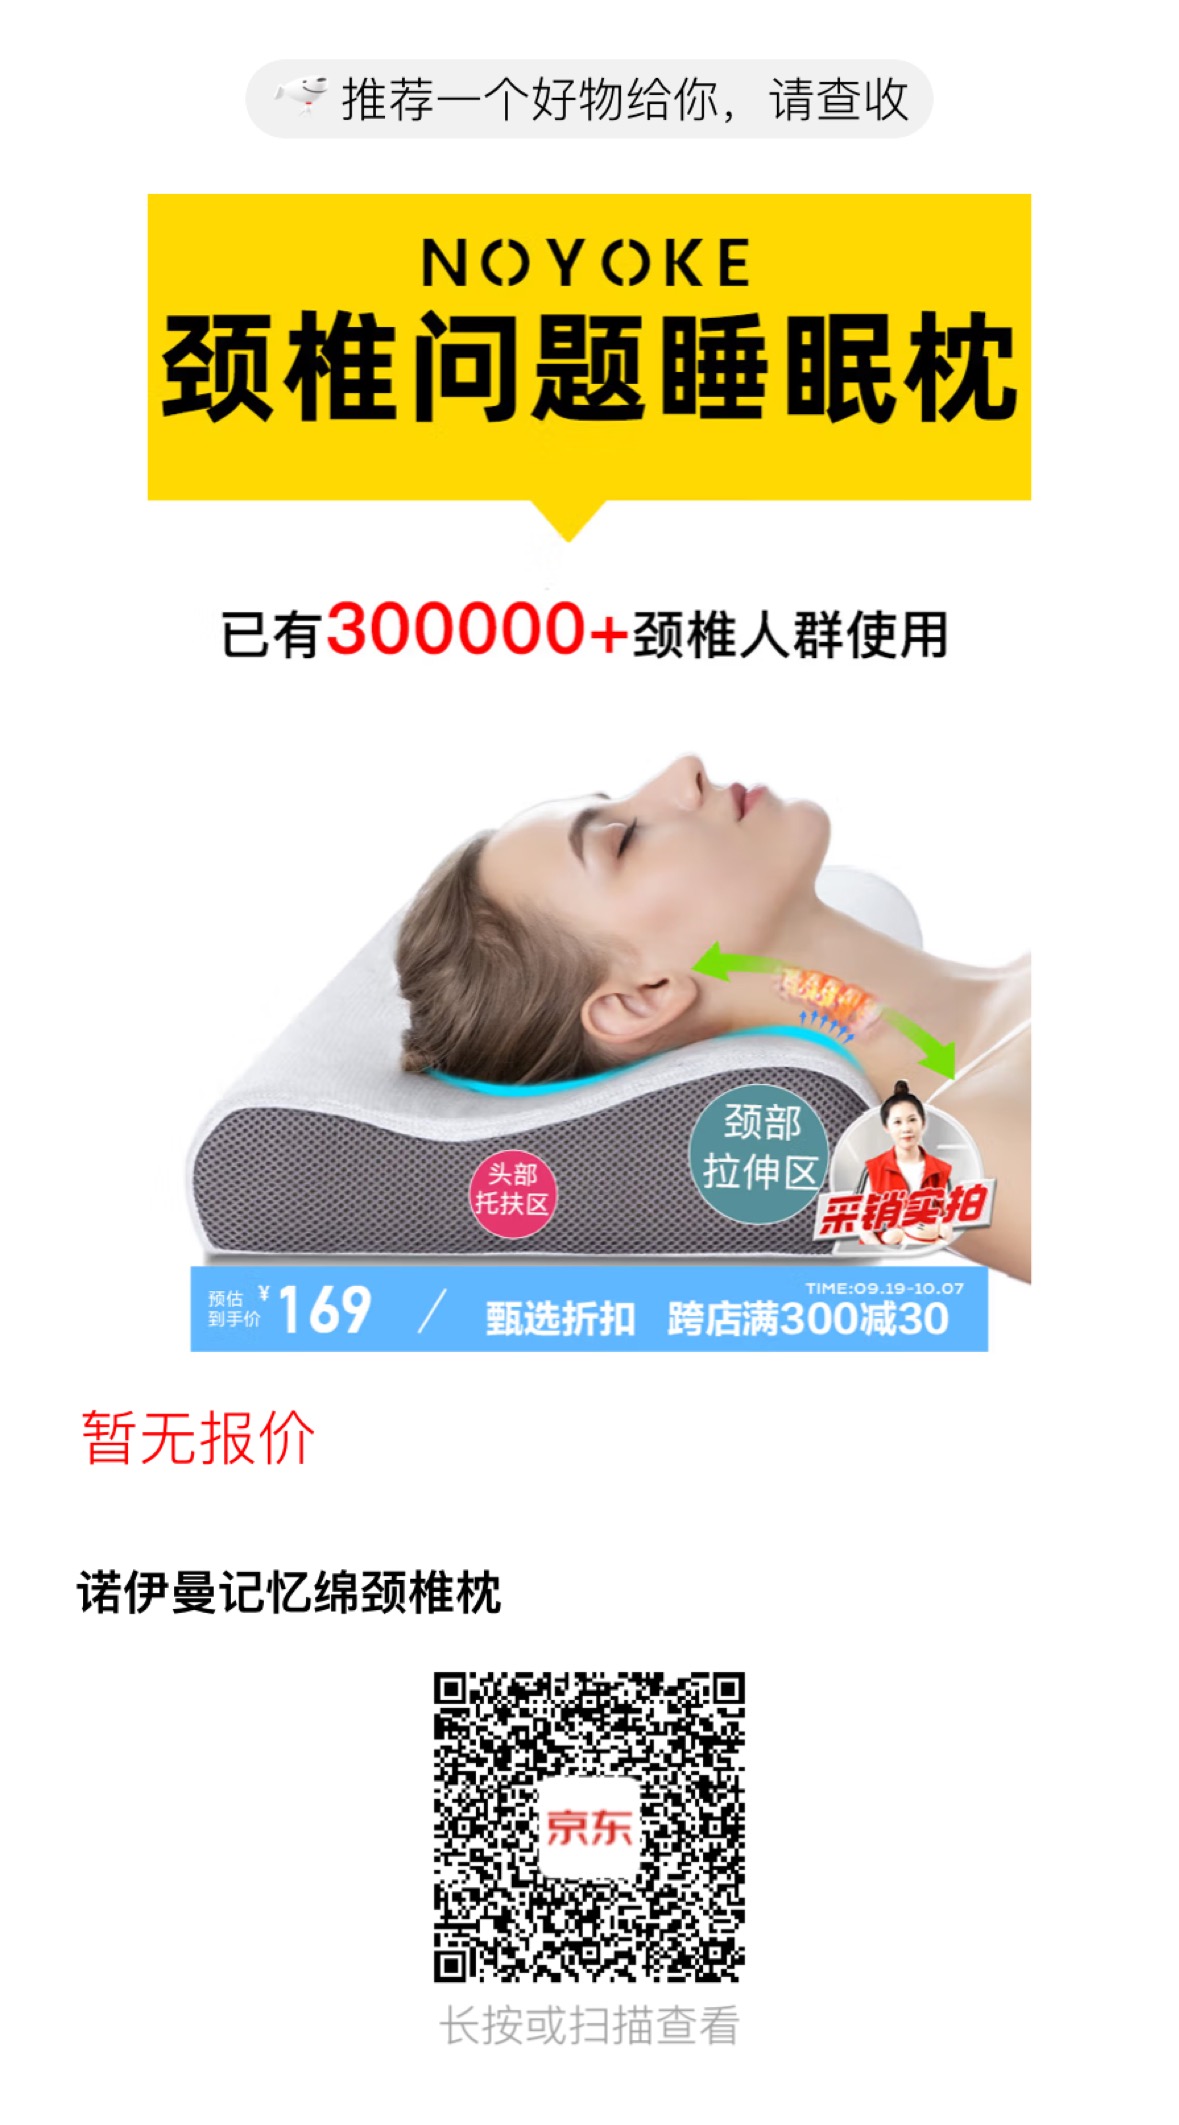 推荐一个好物给你，请查收
NOYOKE
颈椎问题睡眠枕
已有300000+颈椎人群使用
颈部
拉伸区
头部
托扶区
采销实拍
预估
到手价
¥169
/
TIME:09.19-10.07
甄选折扣 跨店满300减30
暂无报价
诺伊曼记忆绵颈椎枕
京东
长按或扫描查看